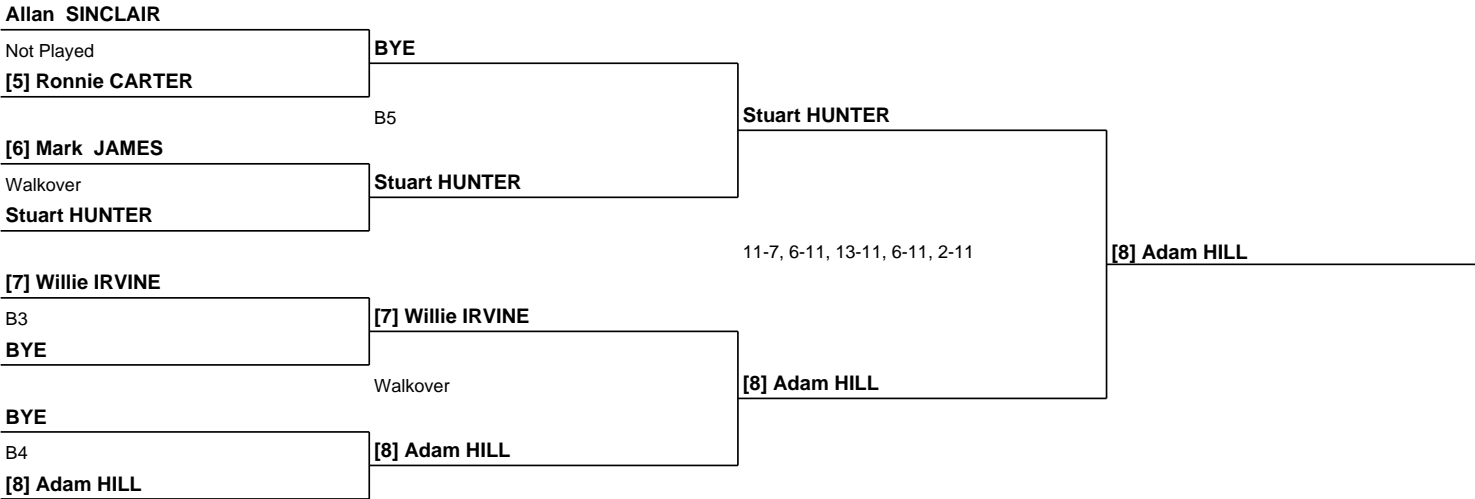 Allan  SINCLAIR
Not Played
BYE
[5] Ronnie CARTER
B5
Stuart HUNTER
[6] Mark  JAMES
Walkover
Stuart HUNTER
Stuart HUNTER
11-7, 6-11, 13-11, 6-11, 2-11
[8] Adam HILL
[7] Willie IRVINE
B3
[7] Willie IRVINE
BYE
Walkover
[8] Adam HILL
BYE
B4
[8] Adam HILL
[8] Adam HILL